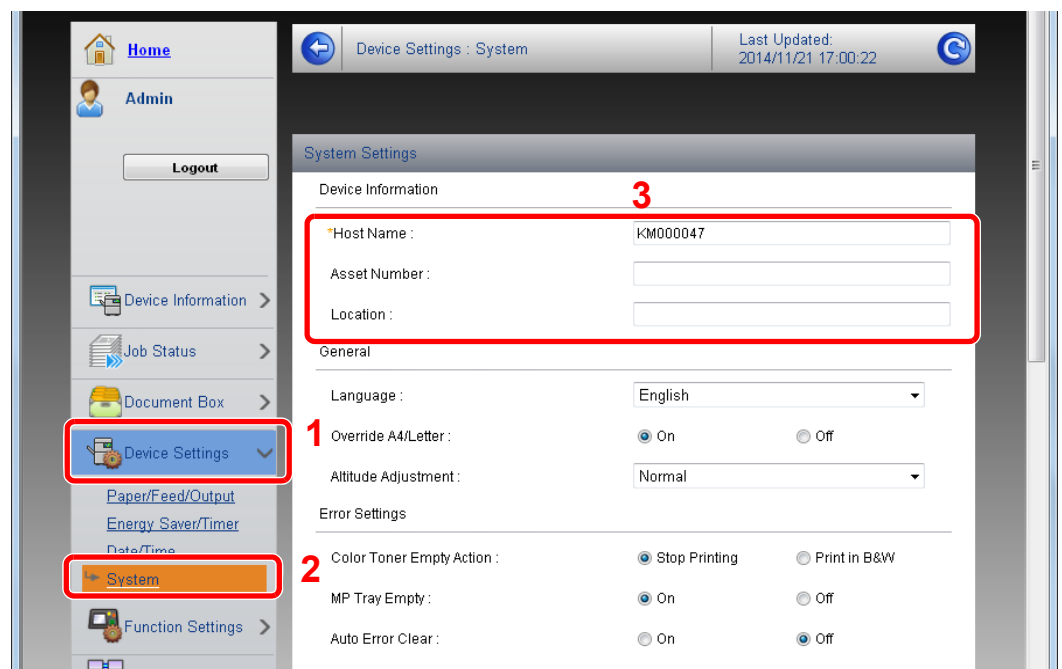 Home
Admin
Logout
Device Information
Job Status
Document Box
1
Device Settings
Paper/Feed/Output
Energy Saver/Timer
Date/Time
2
System
Function Settings
Device Settings : System
Last Updated:
2014/11/21 17:00:22
System Settings
Device Information
3
*Host Name : KM000047
Asset Number :
Location :
General
Language : English
Override A4/Letter : On Off
Altitude Adjustment : Normal
Error Settings
Color Toner Empty Action : Stop Printing Print in B&W
MP Tray Empty : On Off
Auto Error Clear : On Off